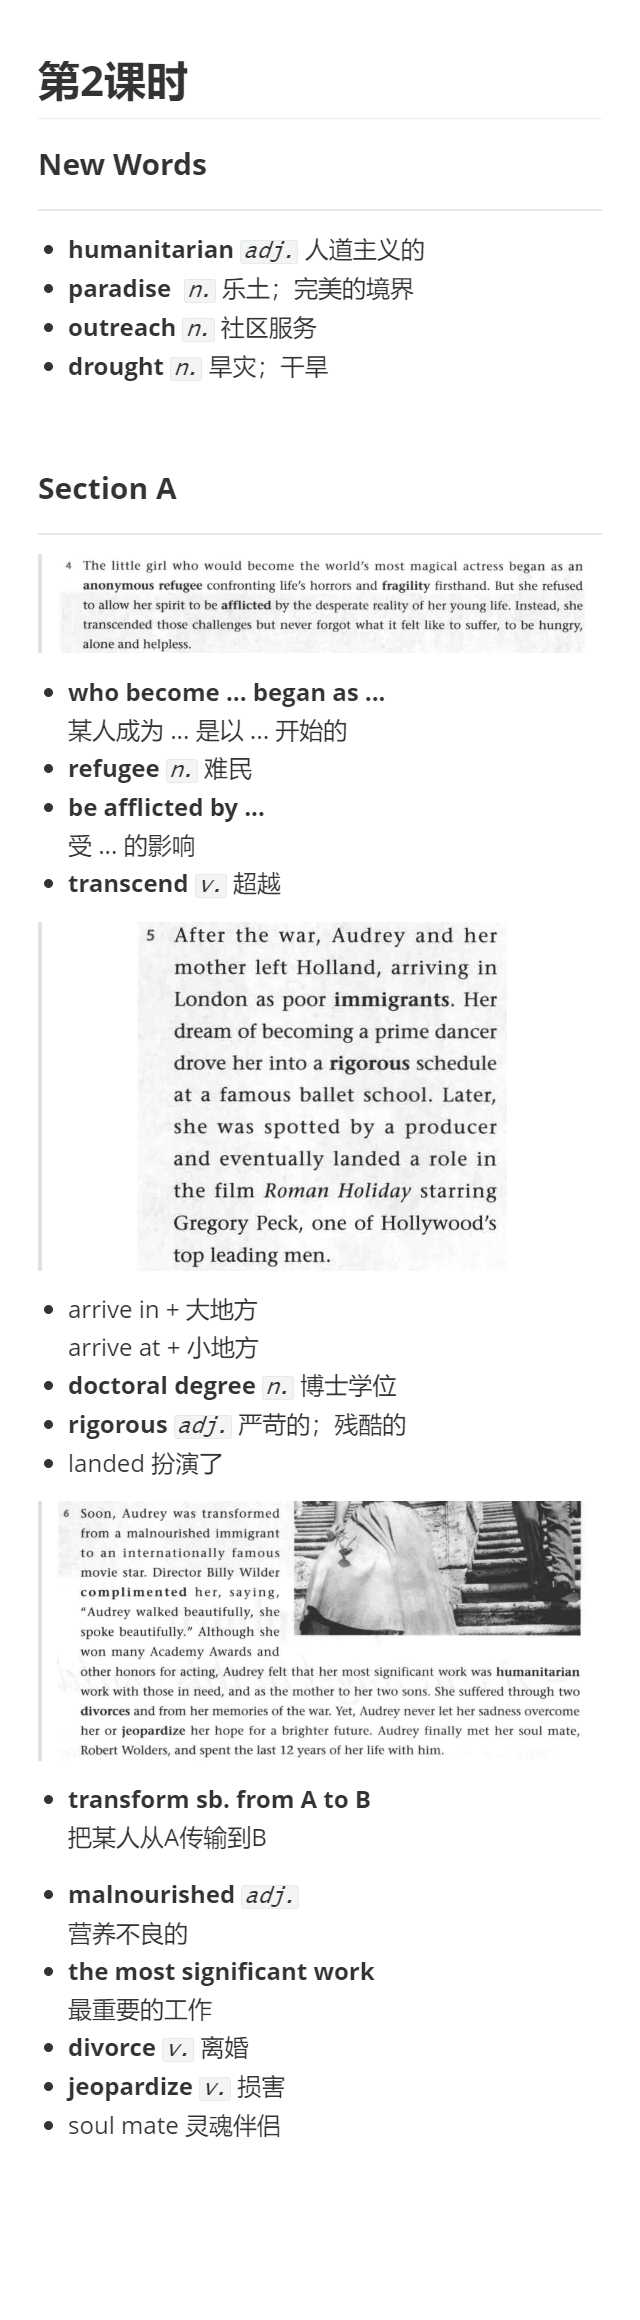 第2课时
New Words
humanitarian adj. 人道主义的
paradise n. 乐土；完美的境界
outreach n. 社区服务
drought n. 旱灾；干旱
Section A
4 The little girl who would become the world's most magical actress began as an
anonymous refugee confronting life's horrors and fragility firsthand. But she refused
to allow her spirit to be afflicted by the desperate reality of her young life. Instead, she
transcended those challenges but never forgot what it felt like to suffer, to be hungry,
alone and helpless.
who become ... began as ...
某人成为 ... 是以 ... 开始的
refugee n. 难民
be afflicted by ...
受 ... 的影响
transcend v. 超越
5 After the war, Audrey and her
mother left Holland, arriving in
London as poor immigrants. Her
dream of becoming a prime dancer
drove her into a rigorous schedule
at a famous ballet school. Later,
she was spotted by a producer
and eventually landed a role in
the film Roman Holiday starring
Gregory Peck, one of Hollywood's
top leading men.
arrive in + 大地方
arrive at + 小地方
doctoral degree n. 博士学位
rigorous adj. 严苛的；残酷的
landed 扮演了
6 Soon, Audrey was transformed
from a malnourished immigrant
to an internationally famous
movie star. Director Billy Wilder
complimented her, saying,
"Audrey walked beautifully, she
spoke beautifully." Although she
won many Academy Awards and
other honors for acting, Audrey felt that her most significant work was humanitarian
work with those in need, and as the mother to her two sons. She suffered through two
divorces and from her memories of the war. Yet, Audrey never let her sadness overcome
her or jeopardize her hope for a brighter future. Audrey finally met her soul mate,
Robert Wolders, and spent the last 12 years of her life with him.
transform sb. from A to B
把某人从A传输到B
malnourished adj.
营养不良的
the most significant work
最重要的工作
divorce v. 离婚
jeopardize v. 损害
soul mate 灵魂伴侣